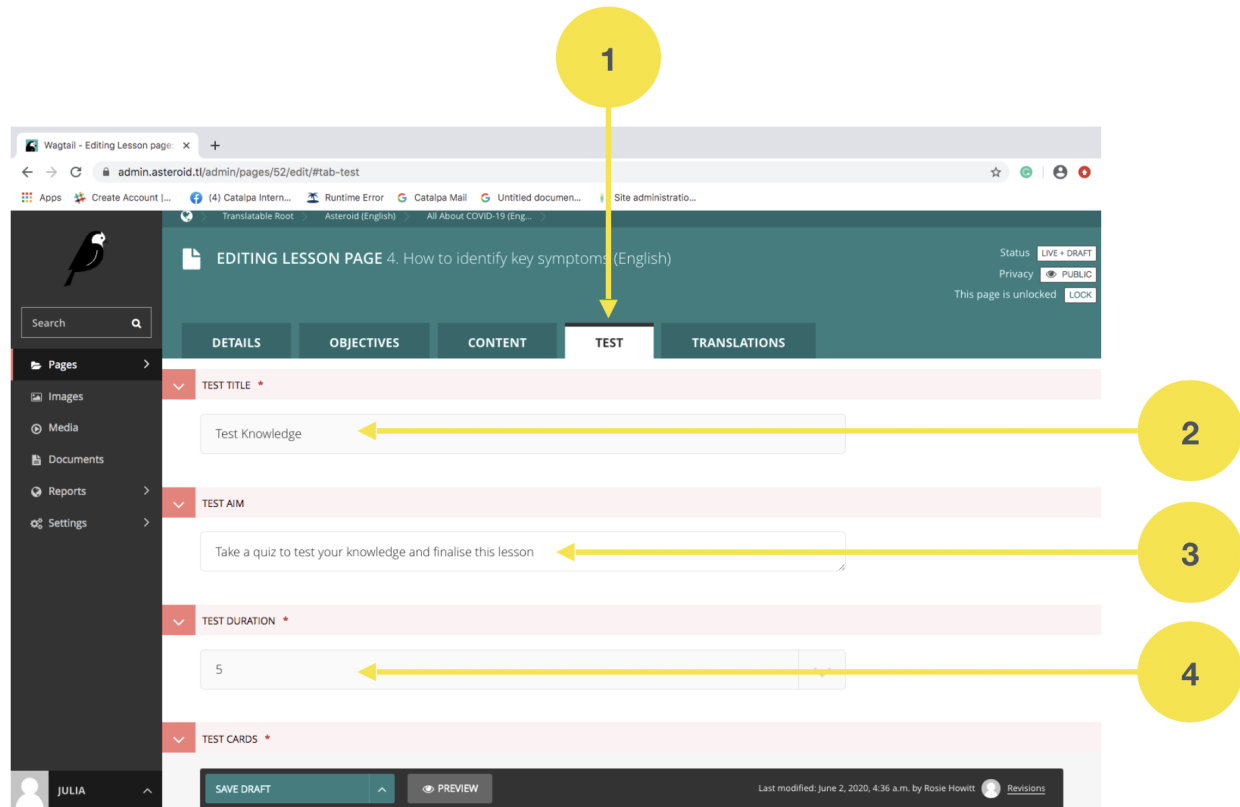 1
Wagtail - Editing Lesson page:
admin.asteroid.tl/admin/pages/52/edit/#tab-test
Apps Create Account |... (4) Catalpa Intern... Runtime Error Catalpa Mail Untitled documen... Site administratio...
Translatable Root Asteroid (English) All About COVID-19 (Eng...
EDITING LESSON PAGE 4. How to identify key symptoms (English)
Status LIVE + DRAFT
Privacy PUBLIC
This page is unlocked LOCK
Search
DETAILS OBJECTIVES CONTENT TEST TRANSLATIONS
Pages
Images
Media
Documents
Reports
Settings
TEST TITLE *
Test Knowledge
2
TEST AIM
Take a quiz to test your knowledge and finalise this lesson
3
TEST DURATION *
5
4
TEST CARDS *
JULIA
SAVE DRAFT PREVIEW Last modified: June 2, 2020, 4:36 a.m. by Rosie Howitt Revisions